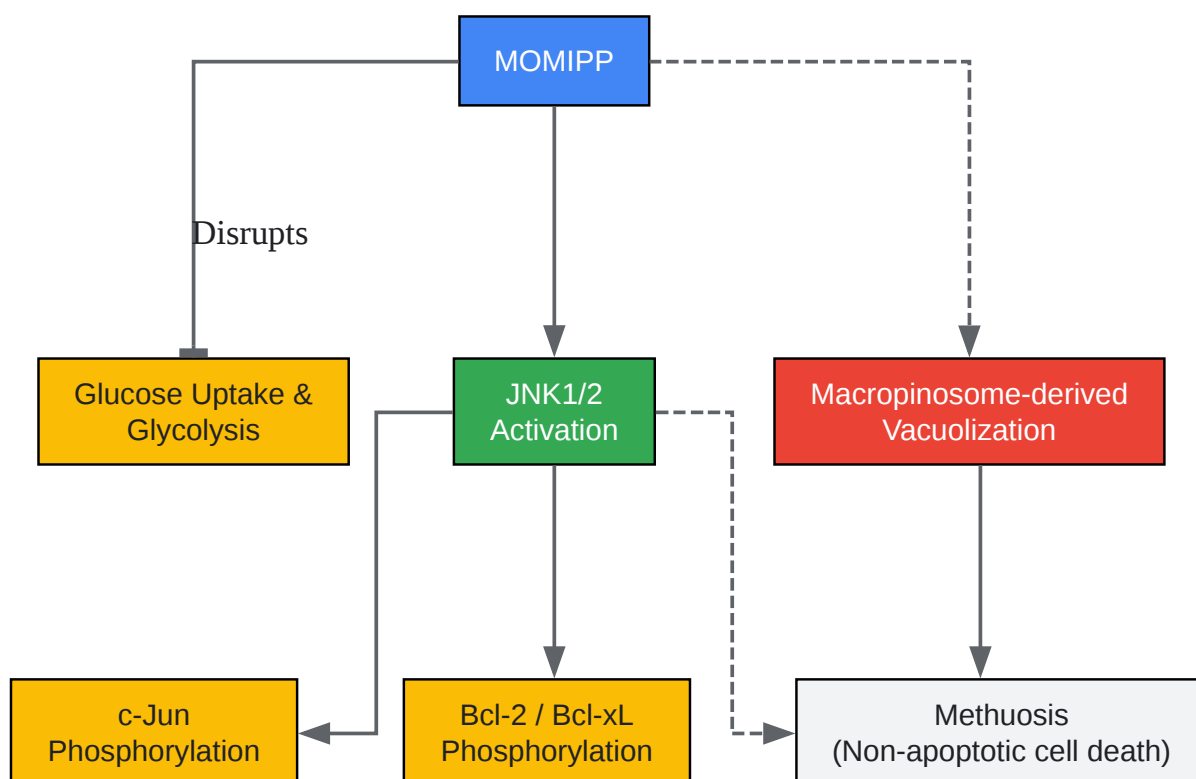 MOMIPP
Disrupts
Glucose Uptake &
Glycolysis
JNK1/2
Activation
Macropinosome-derived
Vacuolization
c-Jun
Phosphorylation
Bcl-2 / Bcl-xL
Phosphorylation
Methuosis
(Non-apoptotic cell death)